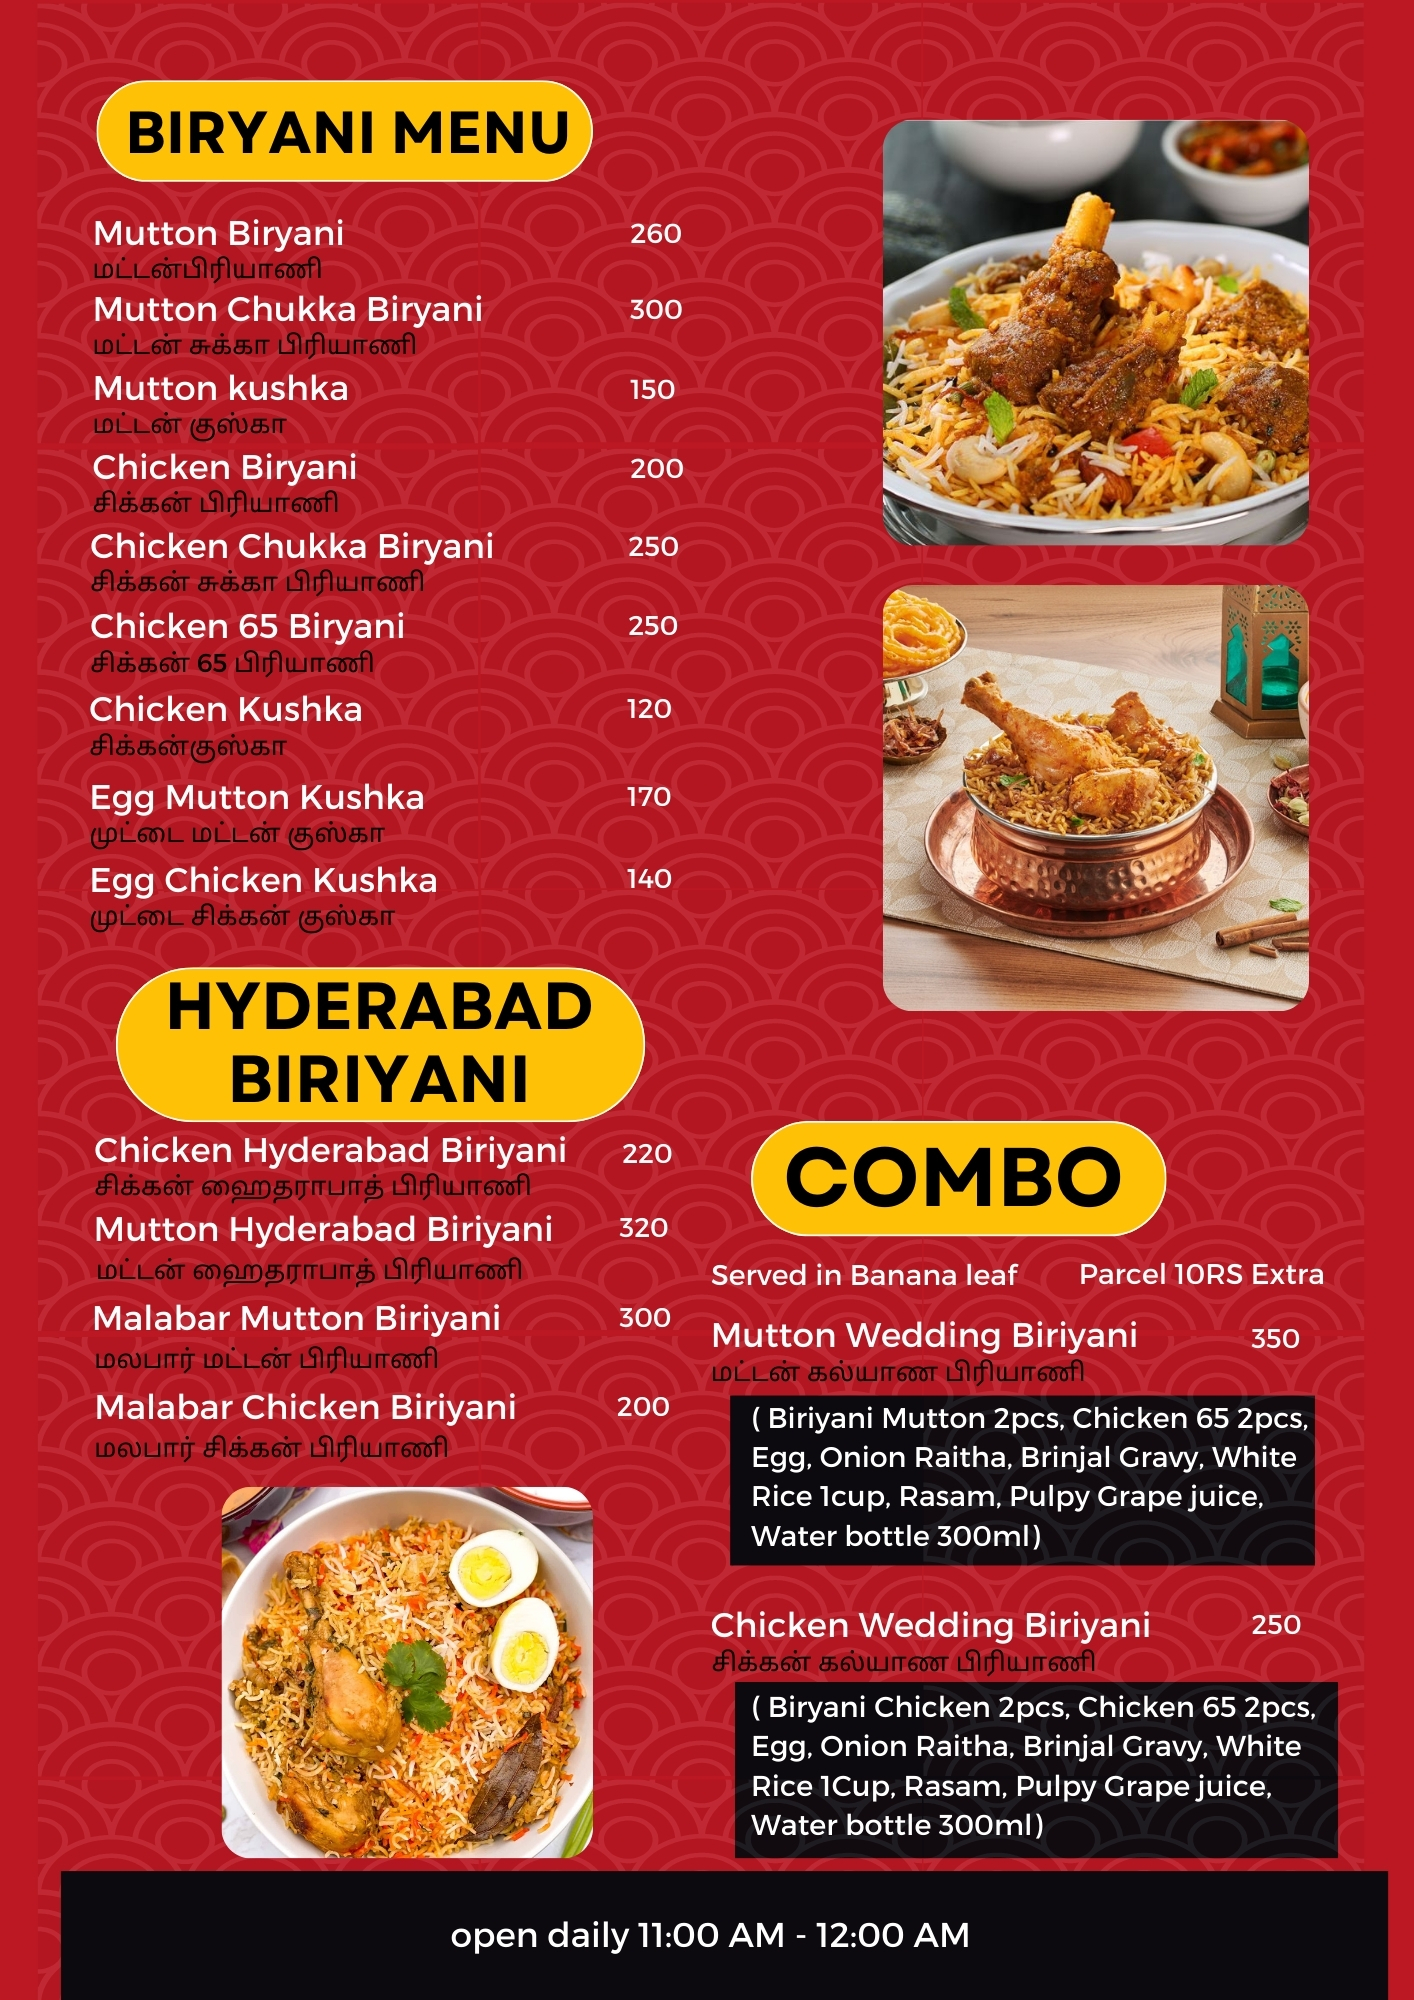 BIRYANI MENU
Mutton Biryani 260
மட்டன்பிரியாணி
Mutton Chukka Biryani 300
மட்டன் சுக்கா பிரியாணி
Mutton kushka 150
மட்டன் குஸ்கா
Chicken Biryani 200
சிக்கன் பிரியாணி
Chicken Chukka Biryani 250
சிக்கன் சுக்கா பிரியாணி
Chicken 65 Biryani 250
சிக்கன் 65 பிரியாணி
Chicken Kushka 120
சிக்கன்குஸ்கா
Egg Mutton Kushka 170
முட்டை மட்டன் குஸ்கா
Egg Chicken Kushka 140
முட்டை சிக்கன் குஸ்கா
HYDERABAD
BIRIYANI
Chicken Hyderabad Biriyani 220
சிக்கன் ஹைதராபாத் பிரியாணி
Mutton Hyderabad Biriyani 320
மட்டன் ஹைதராபாத் பிரியாணி
Malabar Mutton Biriyani 300
மலபார் மட்டன் பிரியாணி
Malabar Chicken Biriyani 200
மலபார் சிக்கன் பிரியாணி
COMBO
Served in Banana leaf Parcel 10RS Extra
Mutton Wedding Biriyani 350
மட்டன் கல்யாண பிரியாணி
( Biriyani Mutton 2pcs, Chicken 65 2pcs,
Egg, Onion Raitha, Brinjal Gravy, White
Rice 1cup, Rasam, Pulpy Grape juice,
Water bottle 300ml)
Chicken Wedding Biriyani 250
சிக்கன் கல்யாண பிரியாணி
( Biryani Chicken 2pcs, Chicken 65 2pcs,
Egg, Onion Raitha, Brinjal Gravy, White
Rice 1Cup, Rasam, Pulpy Grape juice,
Water bottle 300ml)
open daily 11:00 AM - 12:00 AM